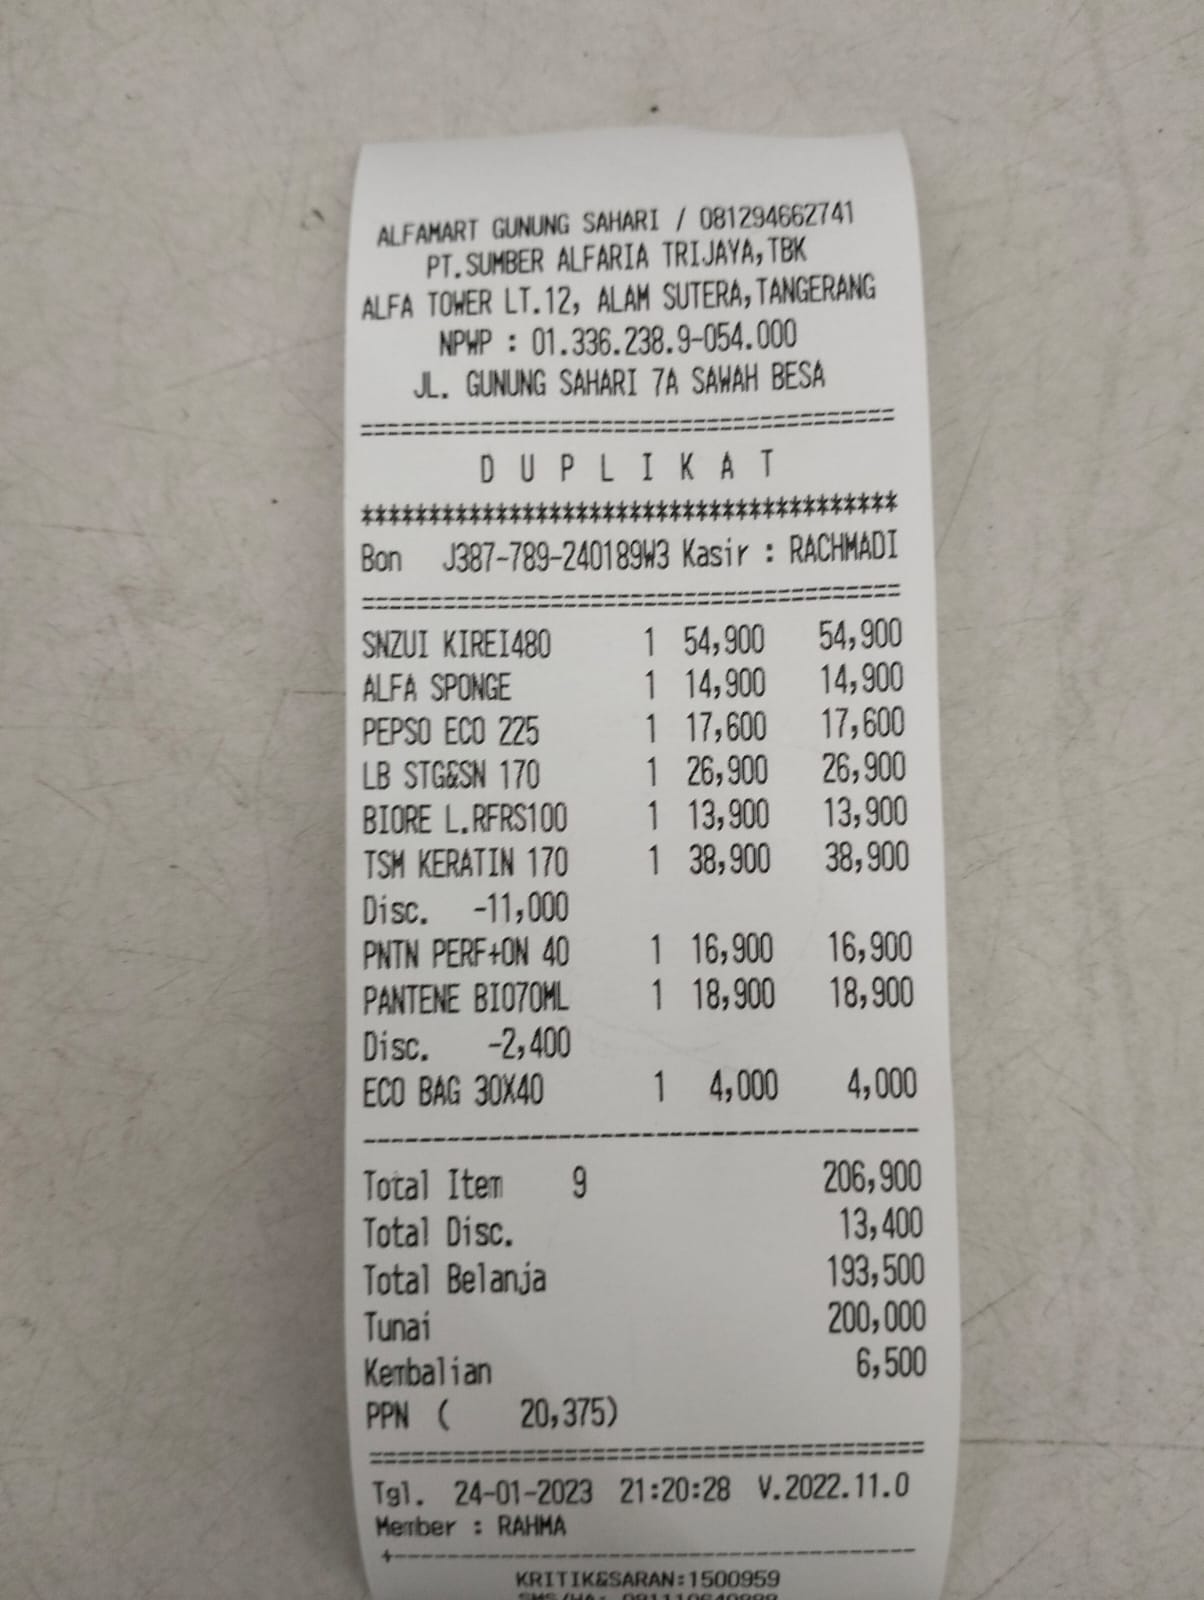 ALFAMART GUNUNG SAHARI / 081294662741
PT.SUMBER ALFARIA TRIJAYA,TBK
ALFA TOWER LT.12, ALAM SUTERA,TANGERANG
NPWP : 01.336.238.9-054.000
JL. GUNUNG SAHARI 7A SAWAH BESA
=======================================
D U P L I K A T
***************************************
Bon J387-789-240189W3 Kasir : RACHMADI
=======================================
SNZUI KIREI480 1 54,900 54,900
ALFA SPONGE 1 14,900 14,900
PEPSO ECO 225 1 17,600 17,600
LB STG&SN 170 1 26,900 26,900
BIORE L.RFRS100 1 13,900 13,900
TSM KERATIN 170 1 38,900 38,900
Disc. -11,000
PNTN PERF+ON 40 1 16,900 16,900
PANTENE BIO70ML 1 18,900 18,900
Disc. -2,400
ECO BAG 30X40 1 4,000 4,000
---------------------------------------
Total Item 9 206,900
Total Disc. 13,400
Total Belanja 193,500
Tunai 200,000
Kembalian 6,500
PPN ( 20,375)
=======================================
Tgl. 24-01-2023 21:20:28 V.2022.11.0
Member : RAHMA
+--------------------------------------
KRITIK&SARAN:1500959